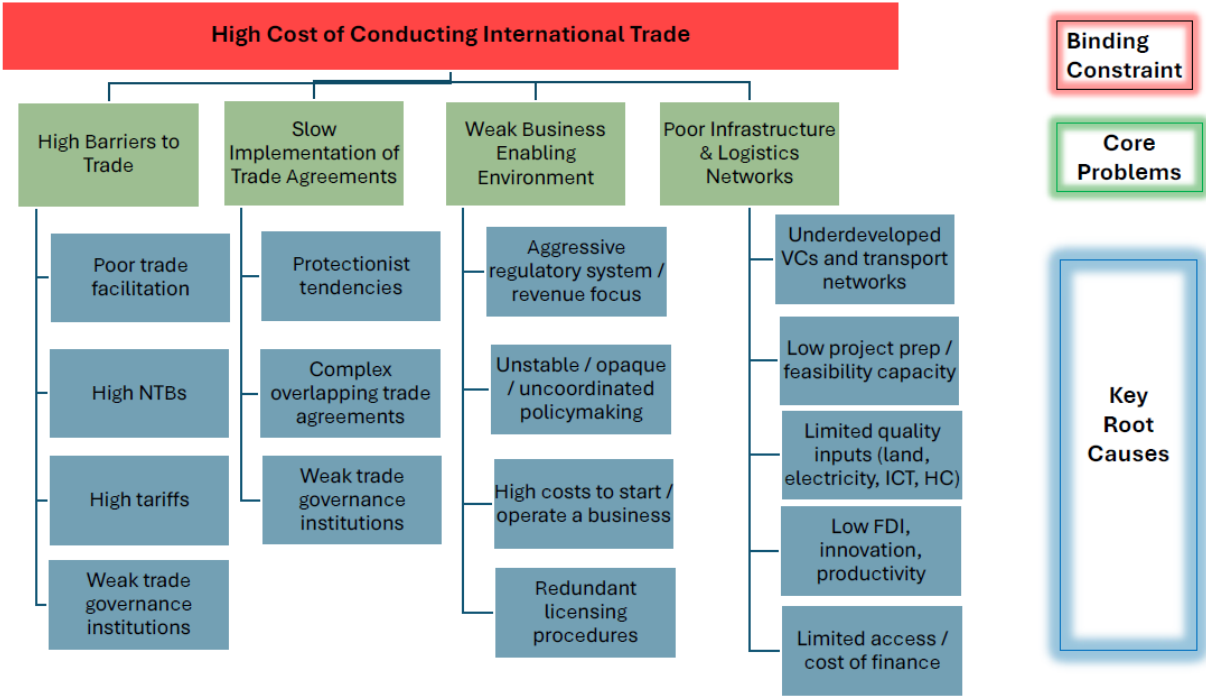 High Cost of Conducting International Trade
High Barriers to
Trade
Slow
Implementation of
Trade Agreements
Weak Business
Enabling
Environment
Poor Infrastructure
& Logistics
Networks
Poor trade
facilitation
High NTBs
High tariffs
Weak trade
governance
institutions
Protectionist
tendencies
Complex
overlapping trade
agreements
Weak trade
governance
institutions
Aggressive
regulatory system /
revenue focus
Unstable / opaque
/ uncoordinated
policymaking
High costs to start /
operate a business
Redundant
licensing
procedures
Underdeveloped
VCs and transport
networks
Low project prep /
feasibility capacity
Limited quality
inputs (land,
electricity, ICT, HC)
Low FDI,
innovation,
productivity
Limited access /
cost of finance
Binding
Constraint
Core
Problems
Key
Root
Causes